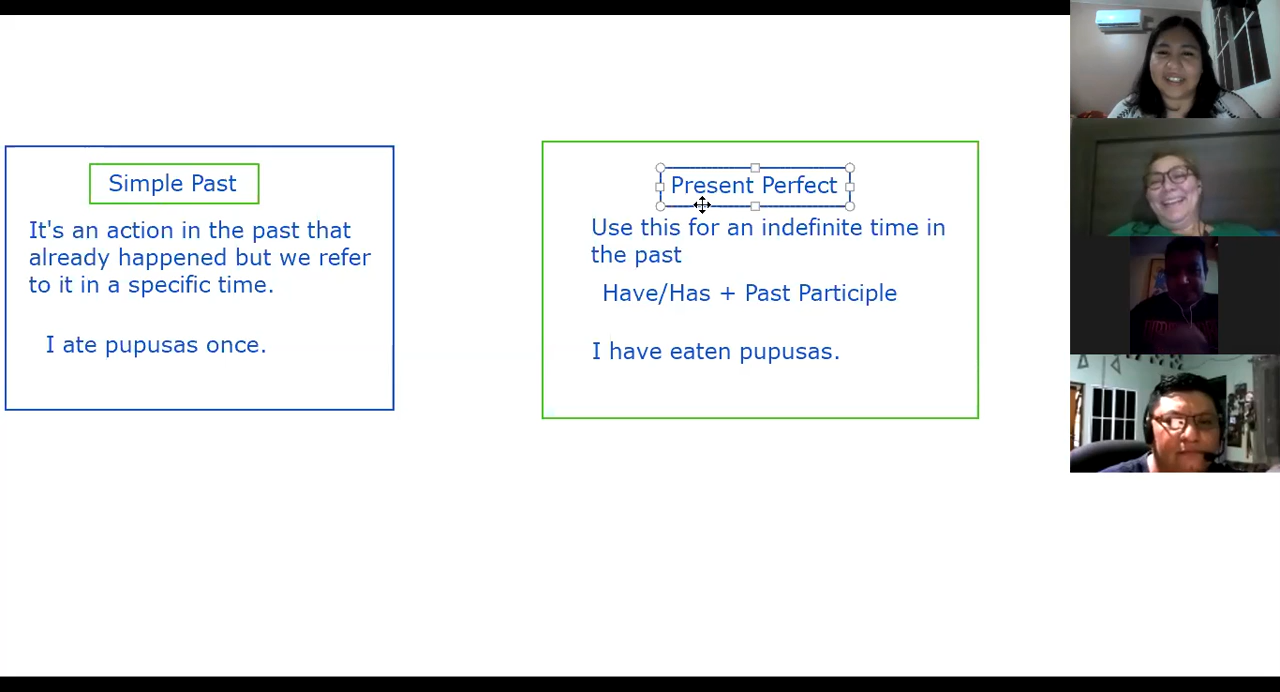 Simple Past
It's an action in the past that
already happened but we refer
to it in a specific time.
I ate pupusas once.
Present Perfect
Use this for an indefinite time in
the past
Have/Has + Past Participle
I have eaten pupusas.